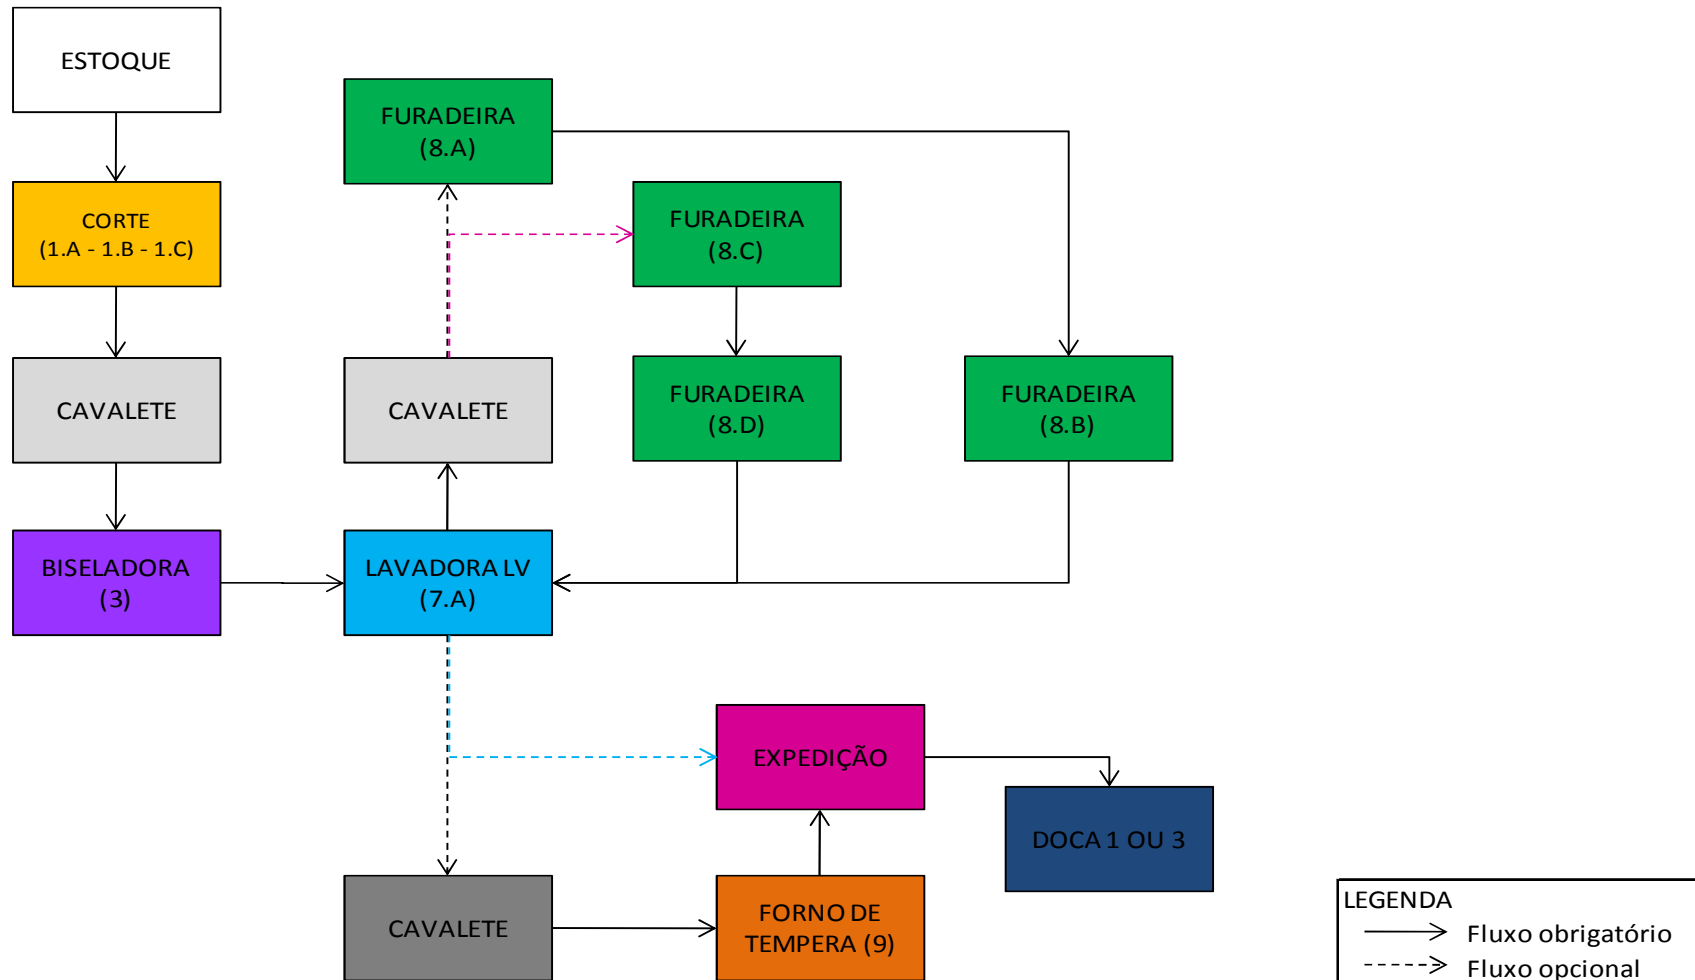 ESTOQUE
FURADEIRA
(8.A)
CORTE
(1.A - 1.B - 1.C)
FURADEIRA
(8.C)
CAVALETE
CAVALETE
FURADEIRA
(8.D)
FURADEIRA
(8.B)
BISELADORA
(3)
LAVADORA LV
(7.A)
EXPEDIÇÃO
DOCA 1 OU 3
CAVALETE
FORNO DE
TEMPERA (9)
LEGENDA
Fluxo obrigatório
Fluxo opcional